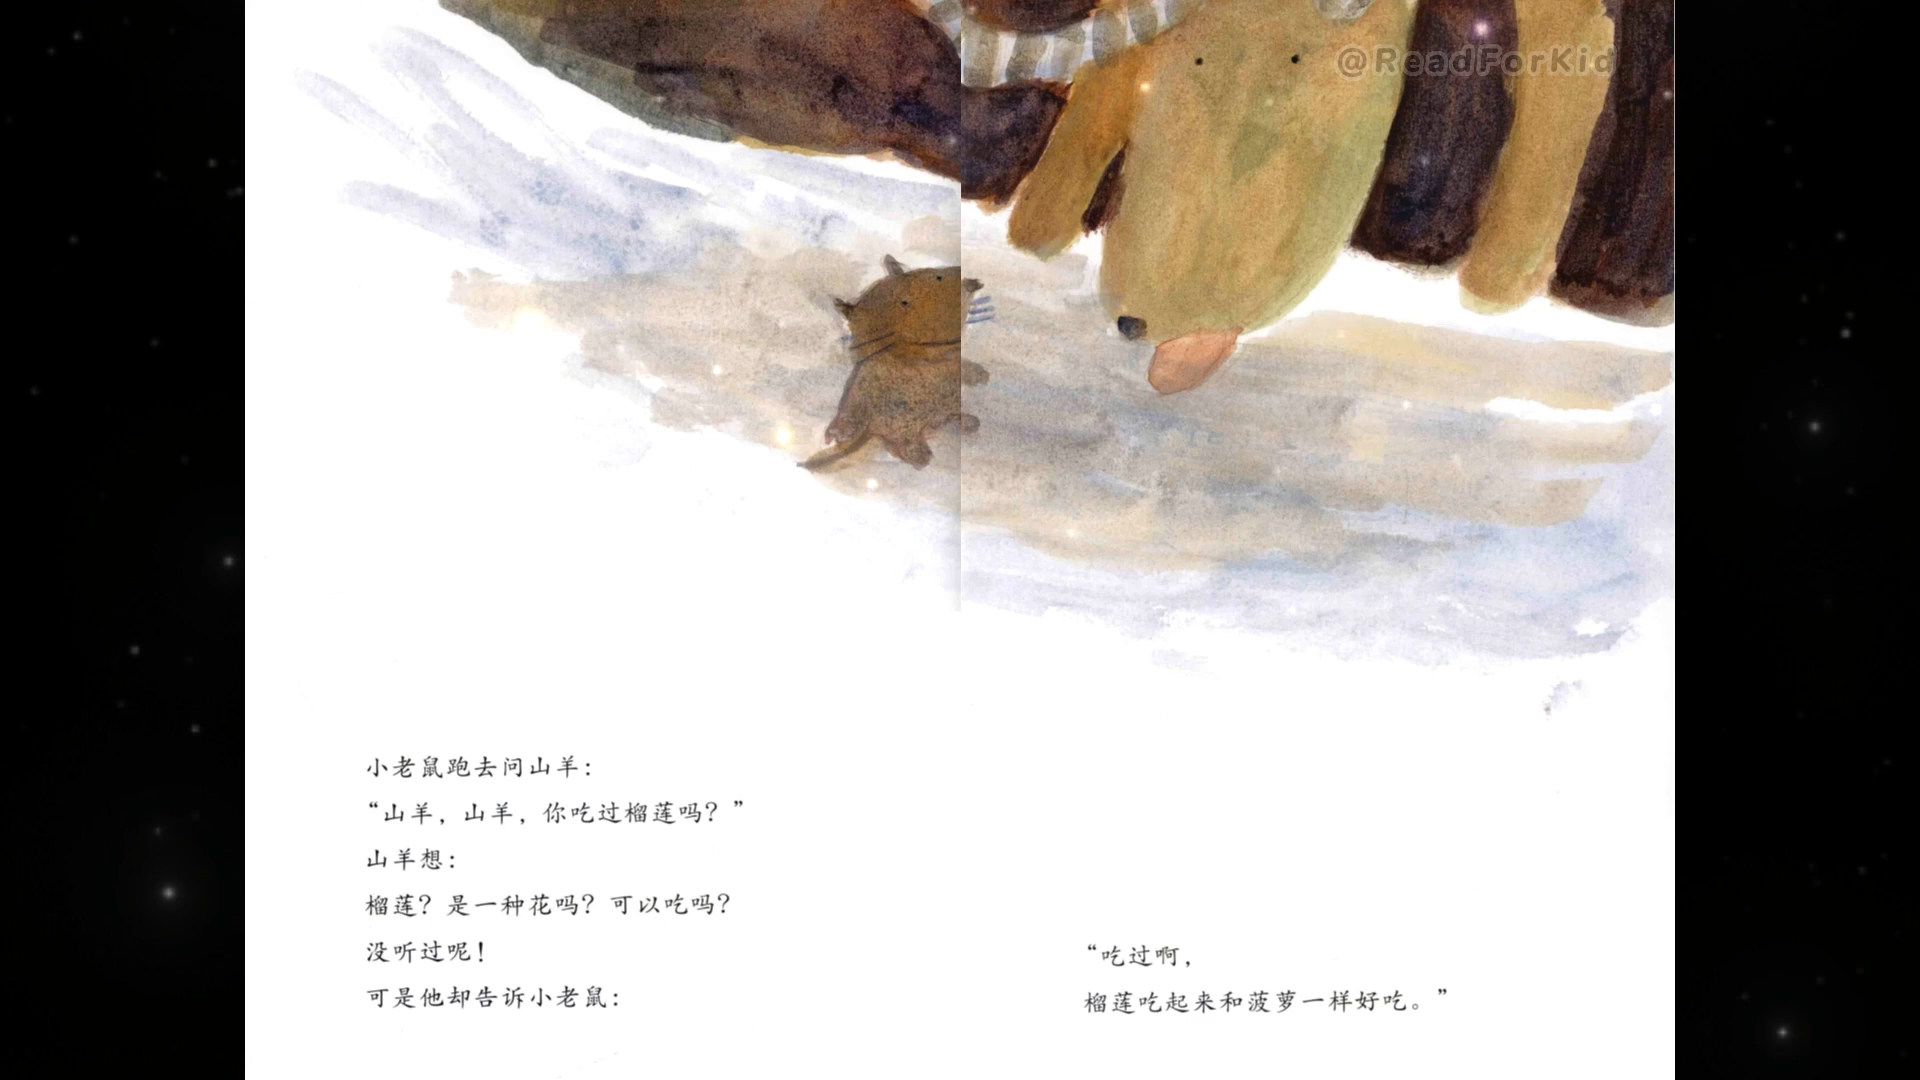 @ReadForKid
小老鼠跑去问山羊：
“山羊，山羊，你吃过榴莲吗？”
山羊想：
榴莲？是一种花吗？可以吃吗？
没听过呢！
可是他却告诉小老鼠：
“吃过啊，
榴莲吃起来和菠萝一样好吃。”